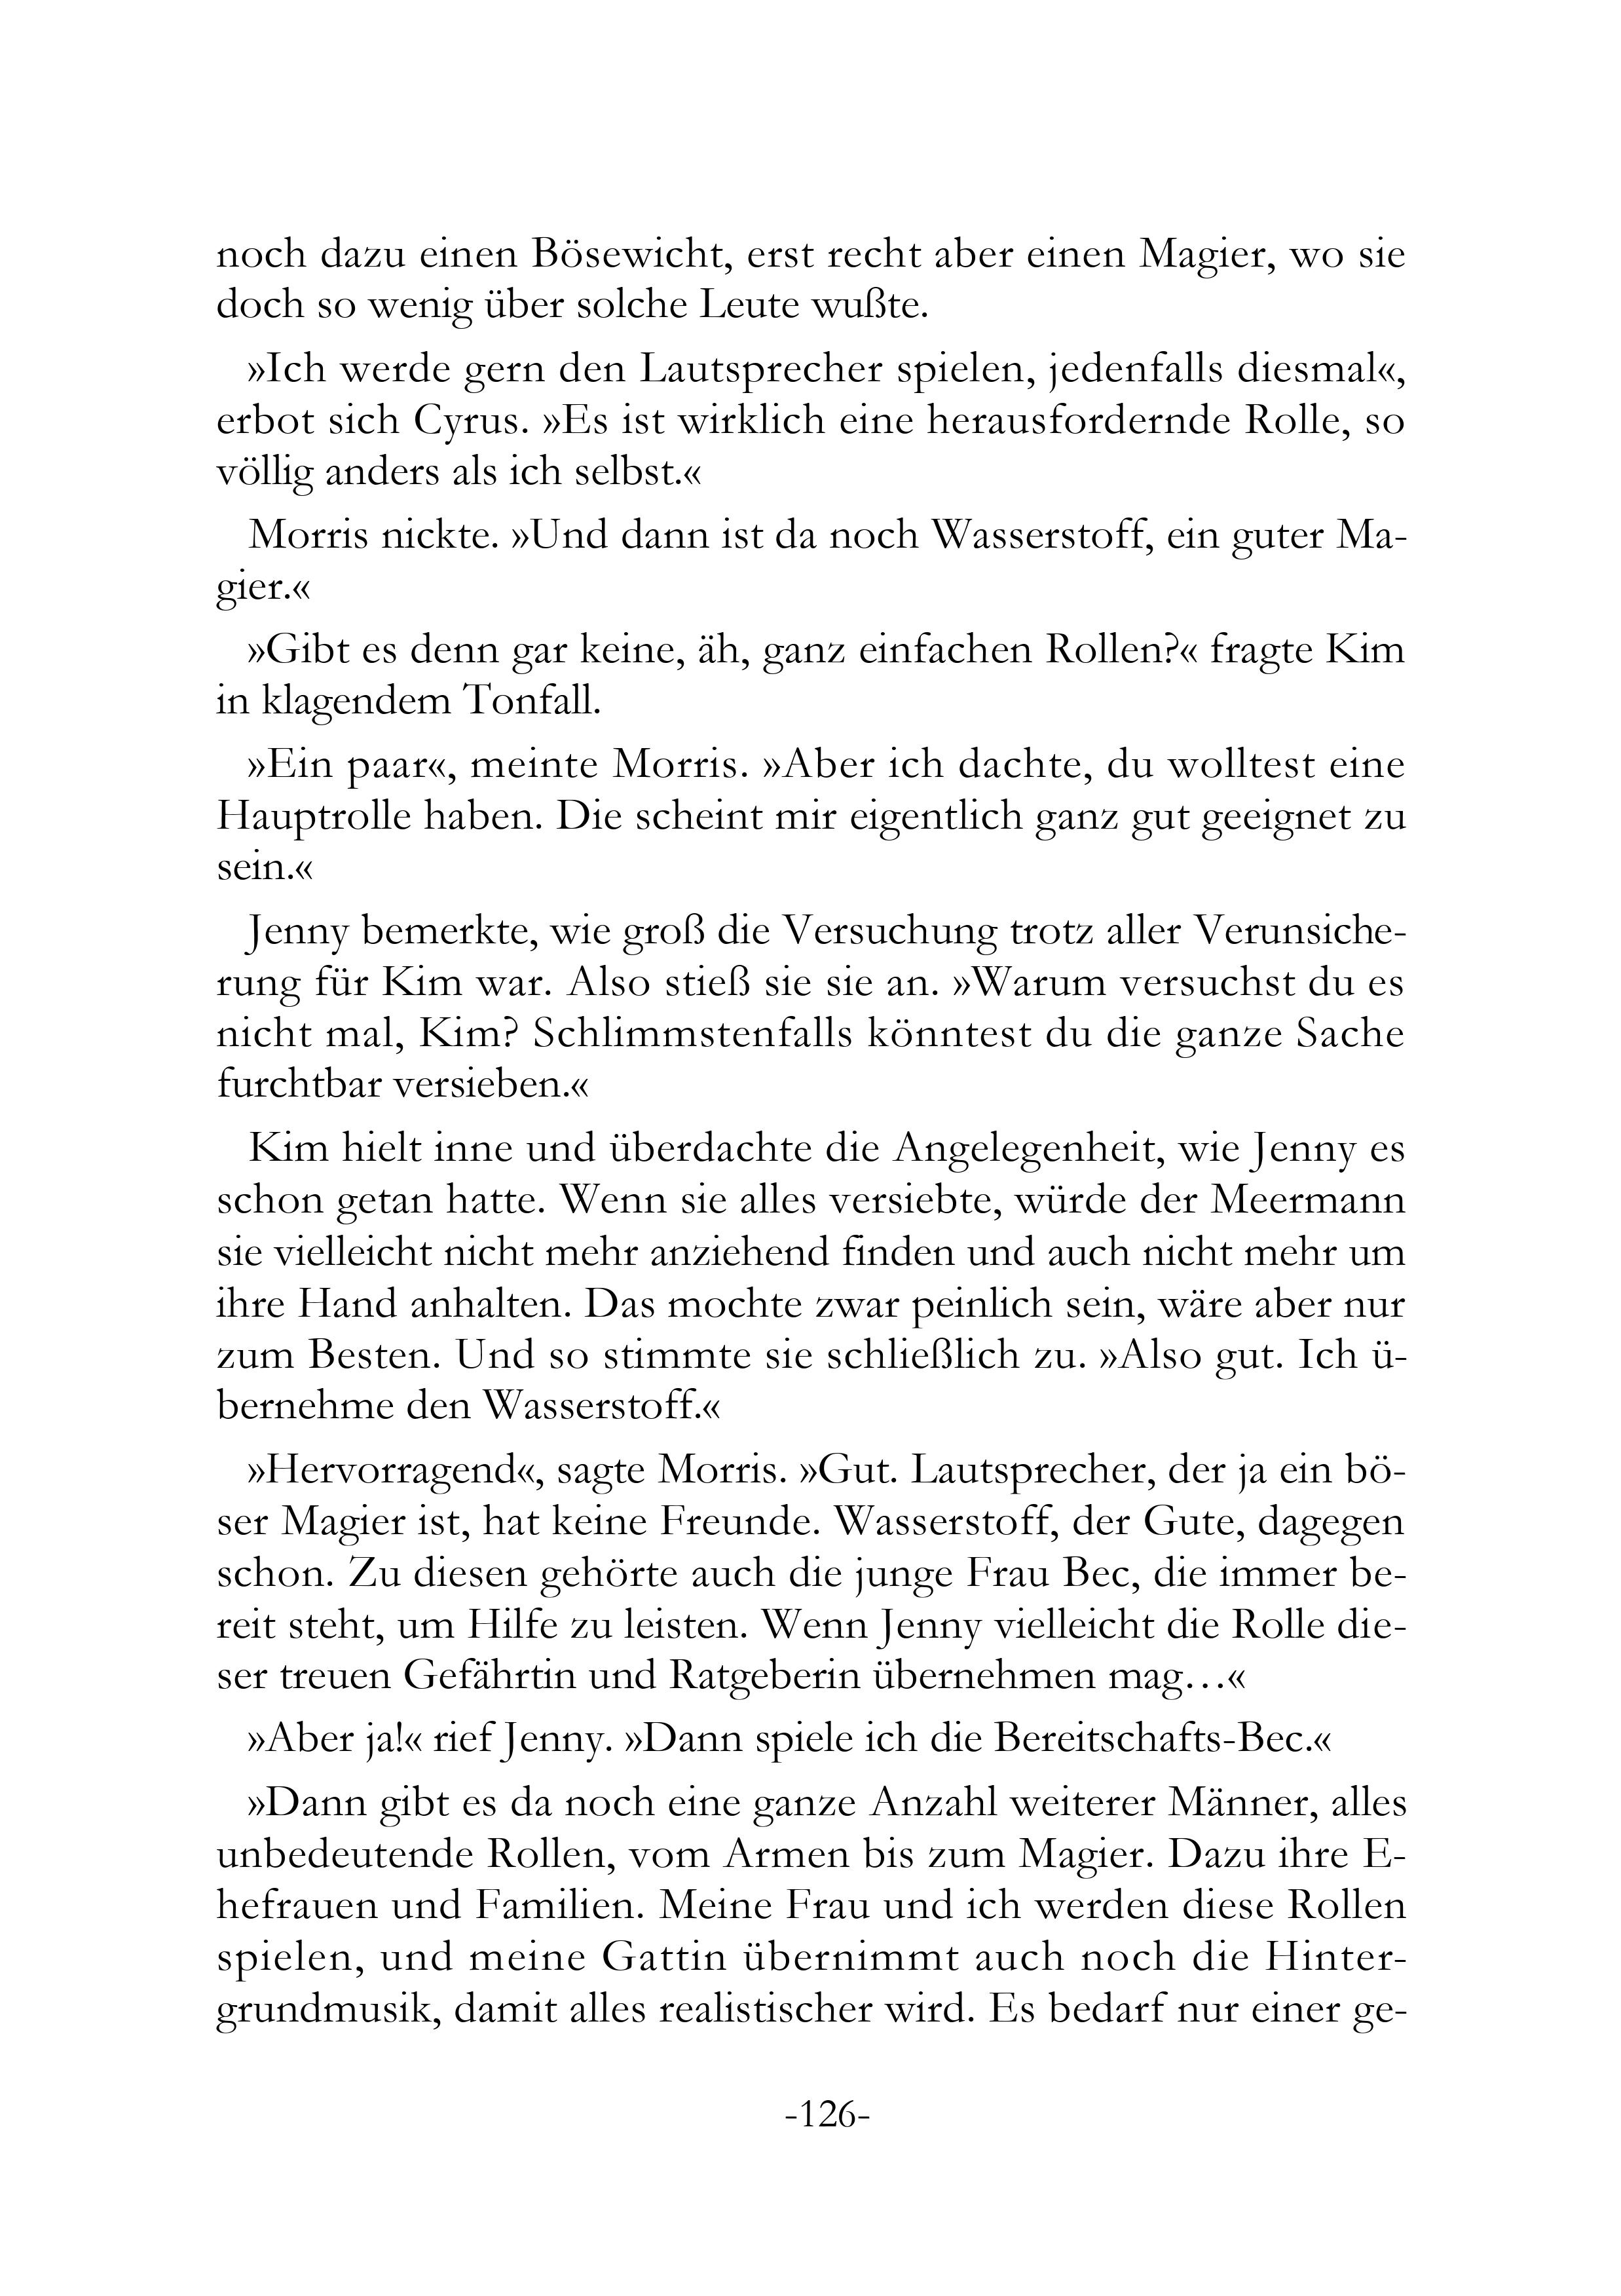 noch dazu einen Bösewicht, erst recht aber einen Magier, wo sie
doch so wenig über solche Leute wußte.
»Ich werde gern den Lautsprecher spielen, jedenfalls diesmal«,
erbot sich Cyrus. »Es ist wirklich eine herausfordernde Rolle, so
völlig anders als ich selbst.«
Morris nickte. »Und dann ist da noch Wasserstoff, ein guter Ma-
gier.«
»Gibt es denn gar keine, äh, ganz einfachen Rollen?« fragte Kim
in klagendem Tonfall.
»Ein paar«, meinte Morris. »Aber ich dachte, du wolltest eine
Hauptrolle haben. Die scheint mir eigentlich ganz gut geeignet zu
sein.«
Jenny bemerkte, wie groß die Versuchung trotz aller Verunsiche-
rung für Kim war. Also stieß sie sie an. »Warum versuchst du es
nicht mal, Kim? Schlimmstenfalls könntest du die ganze Sache
furchtbar versieben.«
Kim hielt inne und überdachte die Angelegenheit, wie Jenny es
schon getan hatte. Wenn sie alles versiebte, würde der Meermann
sie vielleicht nicht mehr anziehend finden und auch nicht mehr um
ihre Hand anhalten. Das mochte zwar peinlich sein, wäre aber nur
zum Besten. Und so stimmte sie schließlich zu. »Also gut. Ich ü-
bernehme den Wasserstoff.«
»Hervorragend«, sagte Morris. »Gut. Lautsprecher, der ja ein bö-
ser Magier ist, hat keine Freunde. Wasserstoff, der Gute, dagegen
schon. Zu diesen gehörte auch die junge Frau Bec, die immer be-
reit steht, um Hilfe zu leisten. Wenn Jenny vielleicht die Rolle die-
ser treuen Gefährtin und Ratgeberin übernehmen mag…«
»Aber ja!« rief Jenny. »Dann spiele ich die Bereitschafts-Bec.«
»Dann gibt es da noch eine ganze Anzahl weiterer Männer, alles
unbedeutende Rollen, vom Armen bis zum Magier. Dazu ihre E-
hefrauen und Familien. Meine Frau und ich werden diese Rollen
spielen, und meine Gattin übernimmt auch noch die Hinter-
grundmusik, damit alles realistischer wird. Es bedarf nur einer ge-
-126-